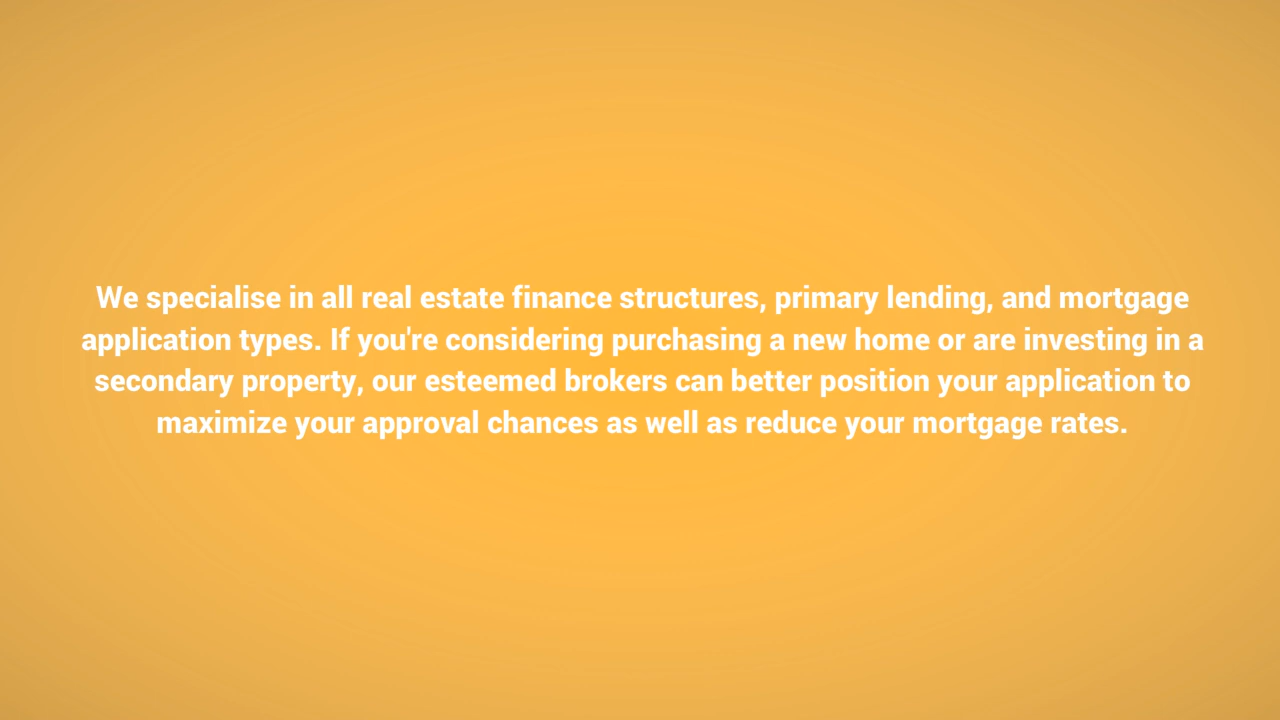 We specialise in all real estate finance structures, primary lending, and mortgage
application types. If you're considering purchasing a new home or are investing in a
secondary property, our esteemed brokers can better position your application to
maximize your approval chances as well as reduce your mortgage rates.